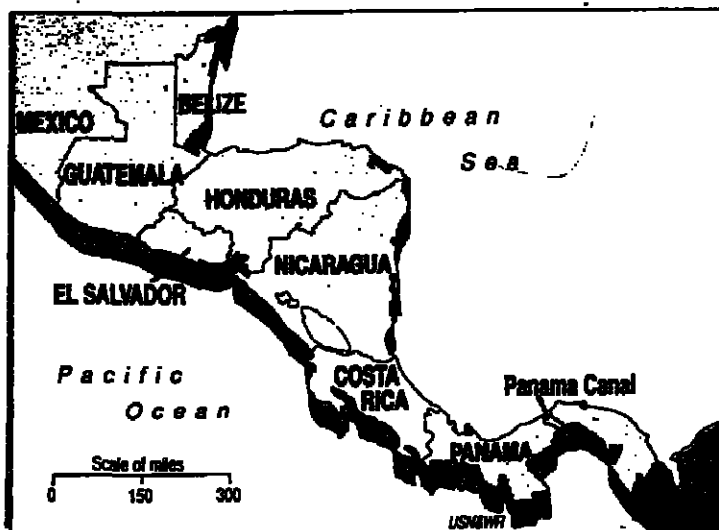 Caribbean
Sea
MEXICO
BELIZE
GUATEMALA
HONDURAS
NICARAGUA
EL SALVADOR
Pacific
Ocean
COSTA
RICA
Panama Canal
PANAMA
Scale of miles
0 150 300
USN&WR